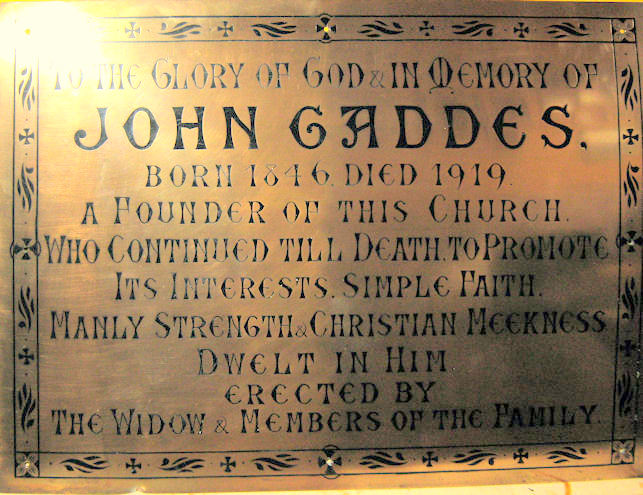 To the Glory of God & in Memory of
JOHN GADDES,
BORN 1846. DIED 1919.
A FOUNDER OF THIS CHURCH.
WHO CONTINUED TILL DEATH, TO PROMOTE
ITS INTERESTS. SIMPLE FAITH.
MANLY STRENGTH & CHRISTIAN MEEKNESS
DWELT IN HIM
ERECTED BY
THE WIDOW & MEMBERS OF THE FAMILY.